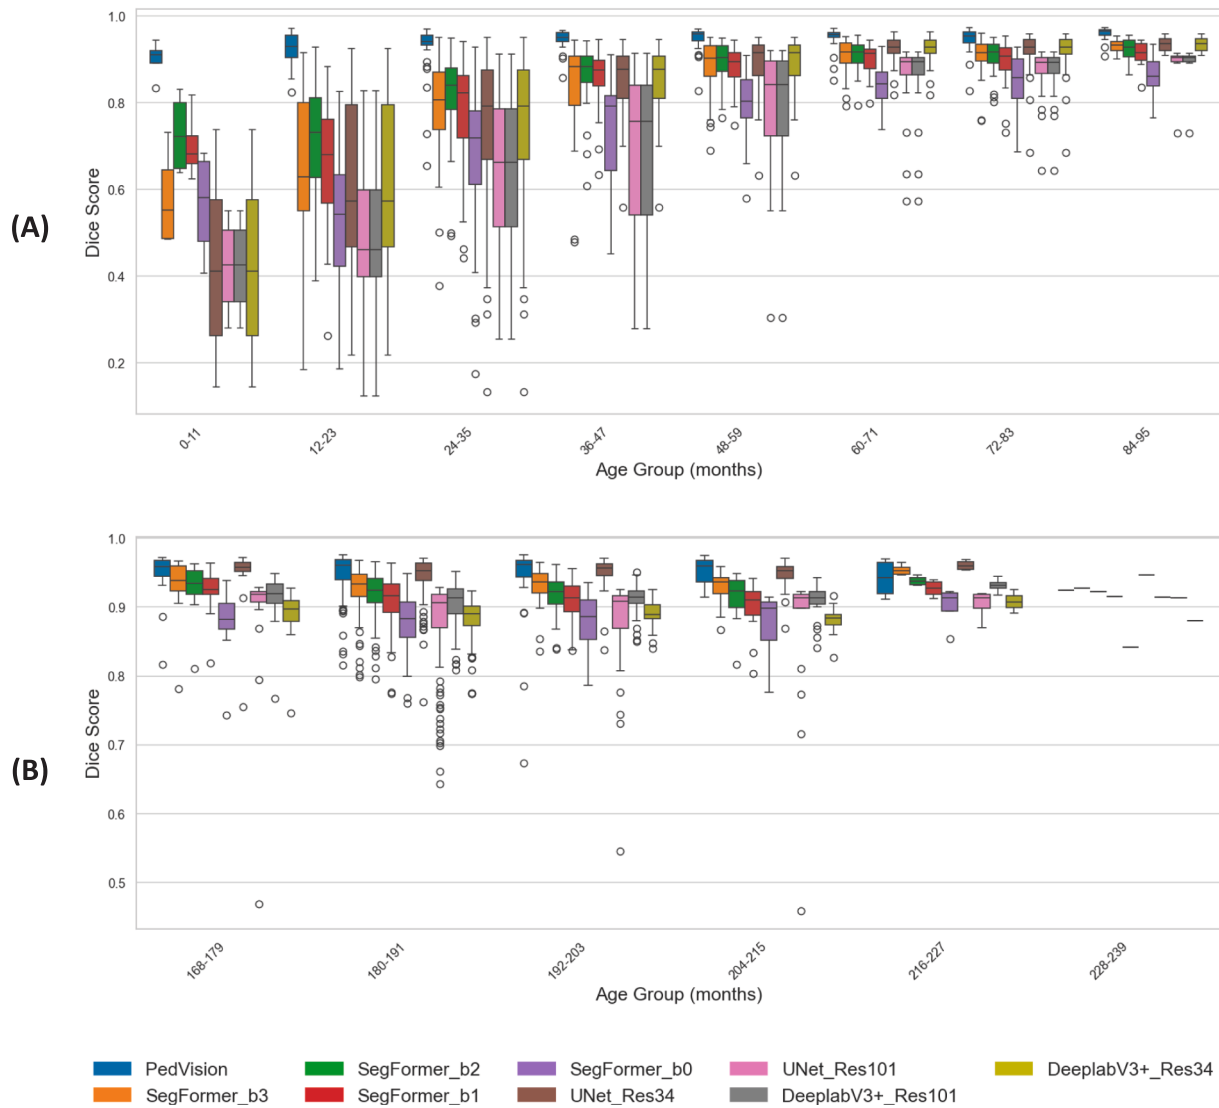 (A)
Dice Score
1.0
0.8
0.6
0.4
0.2
0-11
12-23
24-35
36-47
48-59
60-71
72-83
84-95
Age Group (months)
(B)
Dice Score
1.0
0.9
0.8
0.7
0.6
0.5
168-179
180-191
192-203
204-215
216-227
228-239
Age Group (months)
PedVision
SegFormer_b3
SegFormer_b2
SegFormer_b1
SegFormer_b0
UNet_Res34
UNet_Res101
DeeplabV3+_Res101
DeeplabV3+_Res34